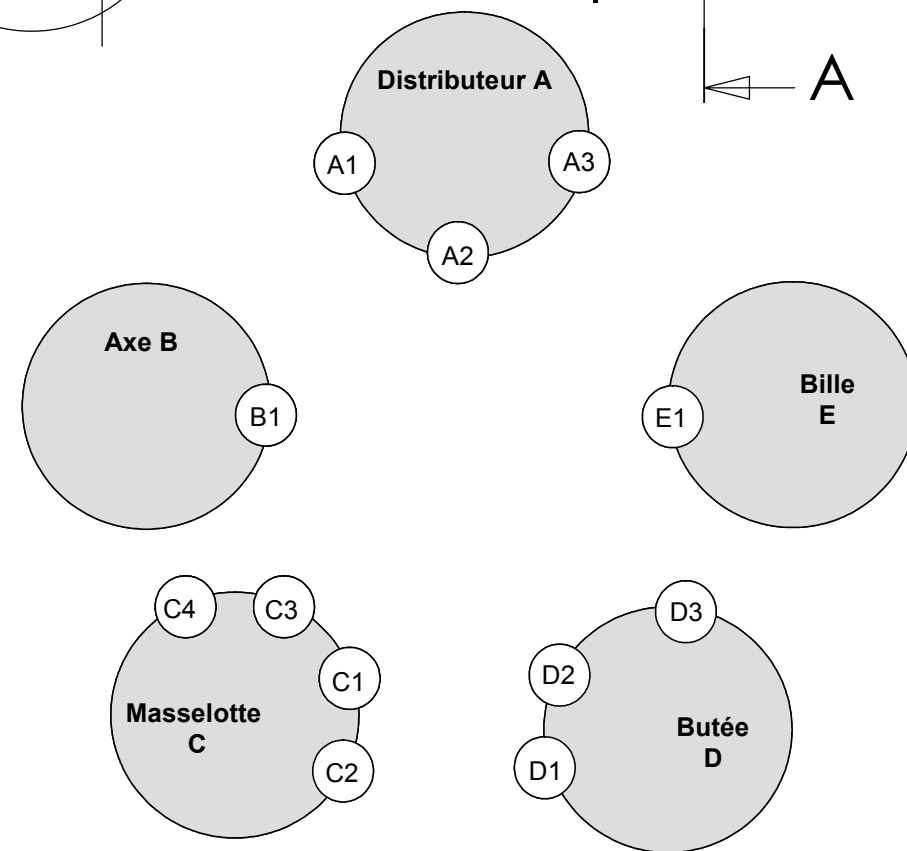 A
Distributeur A
A1
A3
A2
Axe B
B1
Bille
E
E1
C4
C3
C1
Masselotte
C
C2
D3
D2
Butée
D
D1